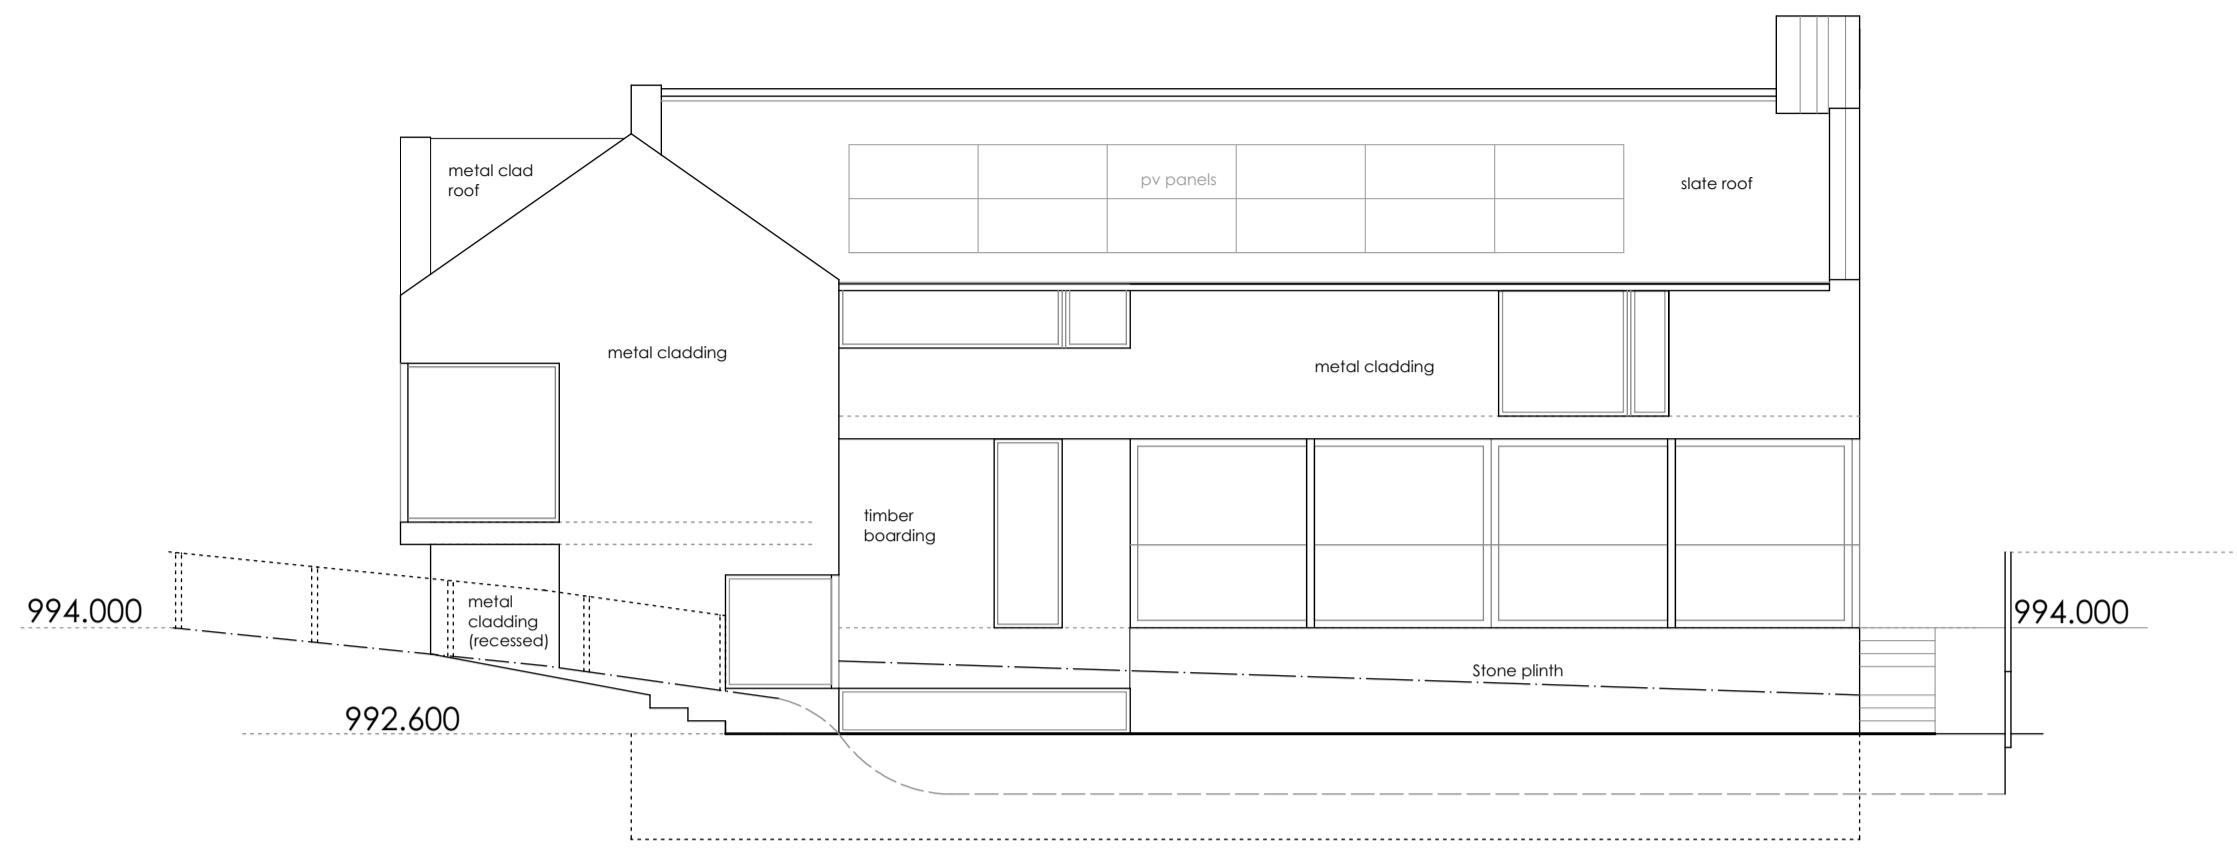 metal clad
roof
pv panels
slate roof
metal cladding
metal cladding
timber
boarding
994.000
metal
cladding
(recessed)
994.000
Stone plinth
992.600